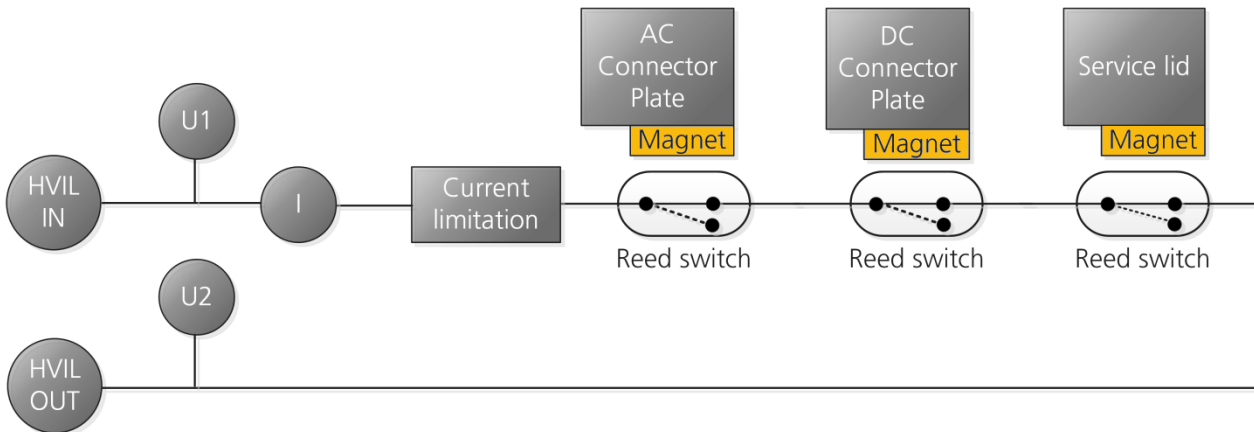 AC
Connector
Plate
Magnet
DC
Connector
Plate
Magnet
Service lid
Magnet
U1
HVIL
IN
I
Current
limitation
Reed switch
Reed switch
Reed switch
U2
HVIL
OUT